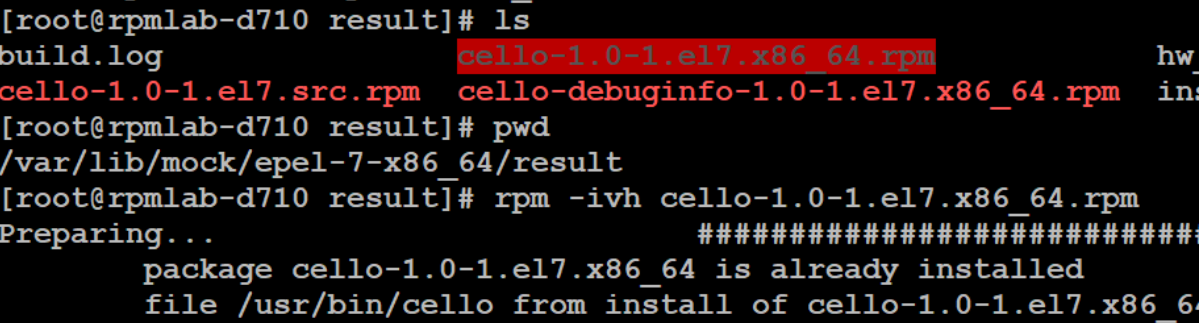 [root@rpmlab-d710 result]# ls
build.log cello-1.0-1.el7.x86_64.rpm hw_
cello-1.0-1.el7.src.rpm cello-debuginfo-1.0-1.el7.x86_64.rpm ins
[root@rpmlab-d710 result]# pwd
/var/lib/mock/epel-7-x86_64/result
[root@rpmlab-d710 result]# rpm -ivh cello-1.0-1.el7.x86_64.rpm
Preparing... ############################
package cello-1.0-1.el7.x86_64 is already installed
file /usr/bin/cello from install of cello-1.0-1.el7.x86_64